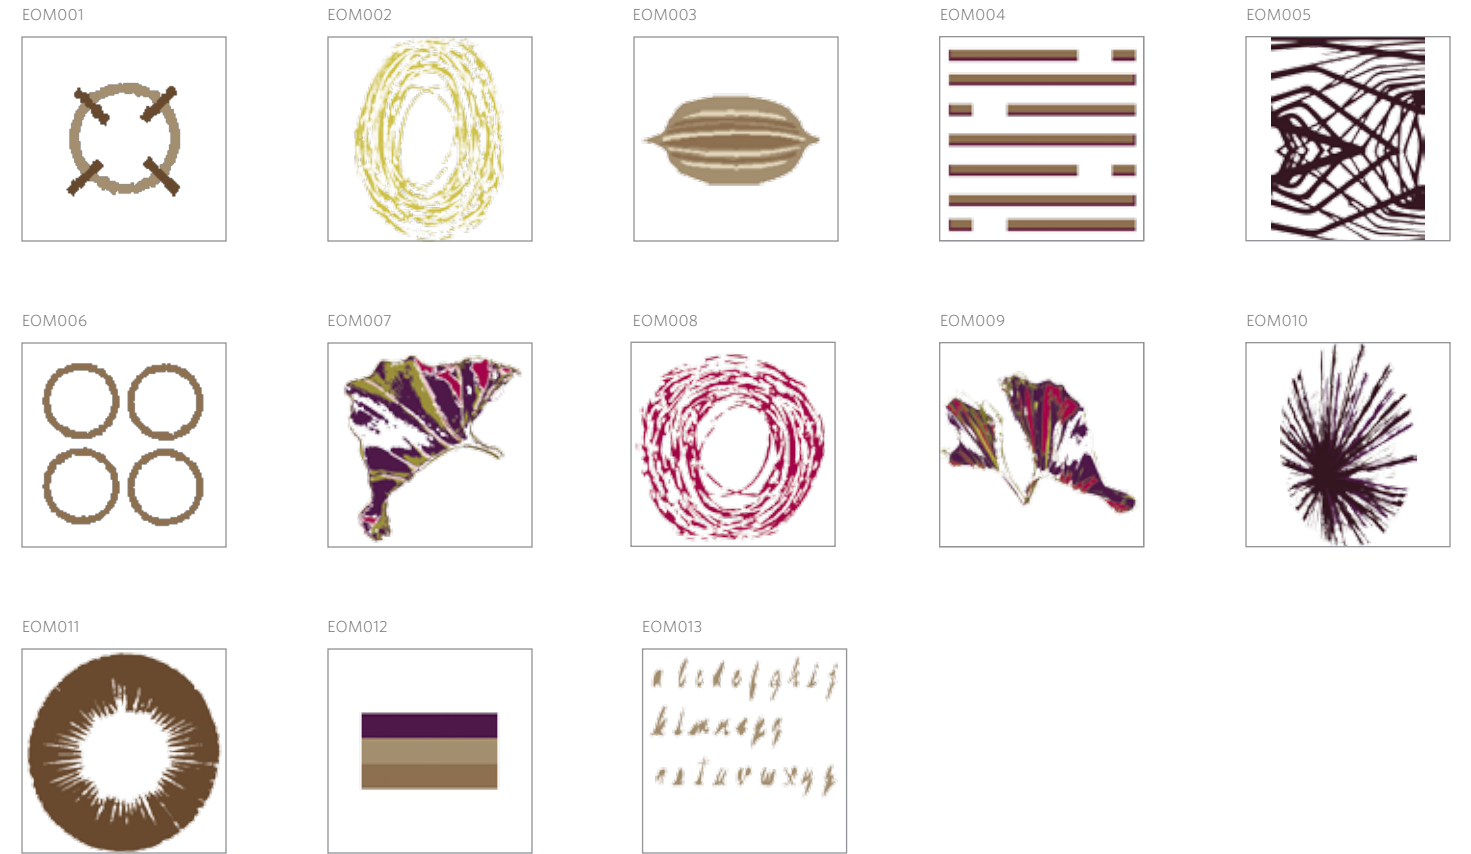 EOM001 EOM002 EOM003 EOM004 EOM005
EOM006 EOM007 EOM008 EOM009 EOM010
EOM011 EOM012 EOM013
a b c d e f g h i j
k l m n o p q
r s t u v w x y z